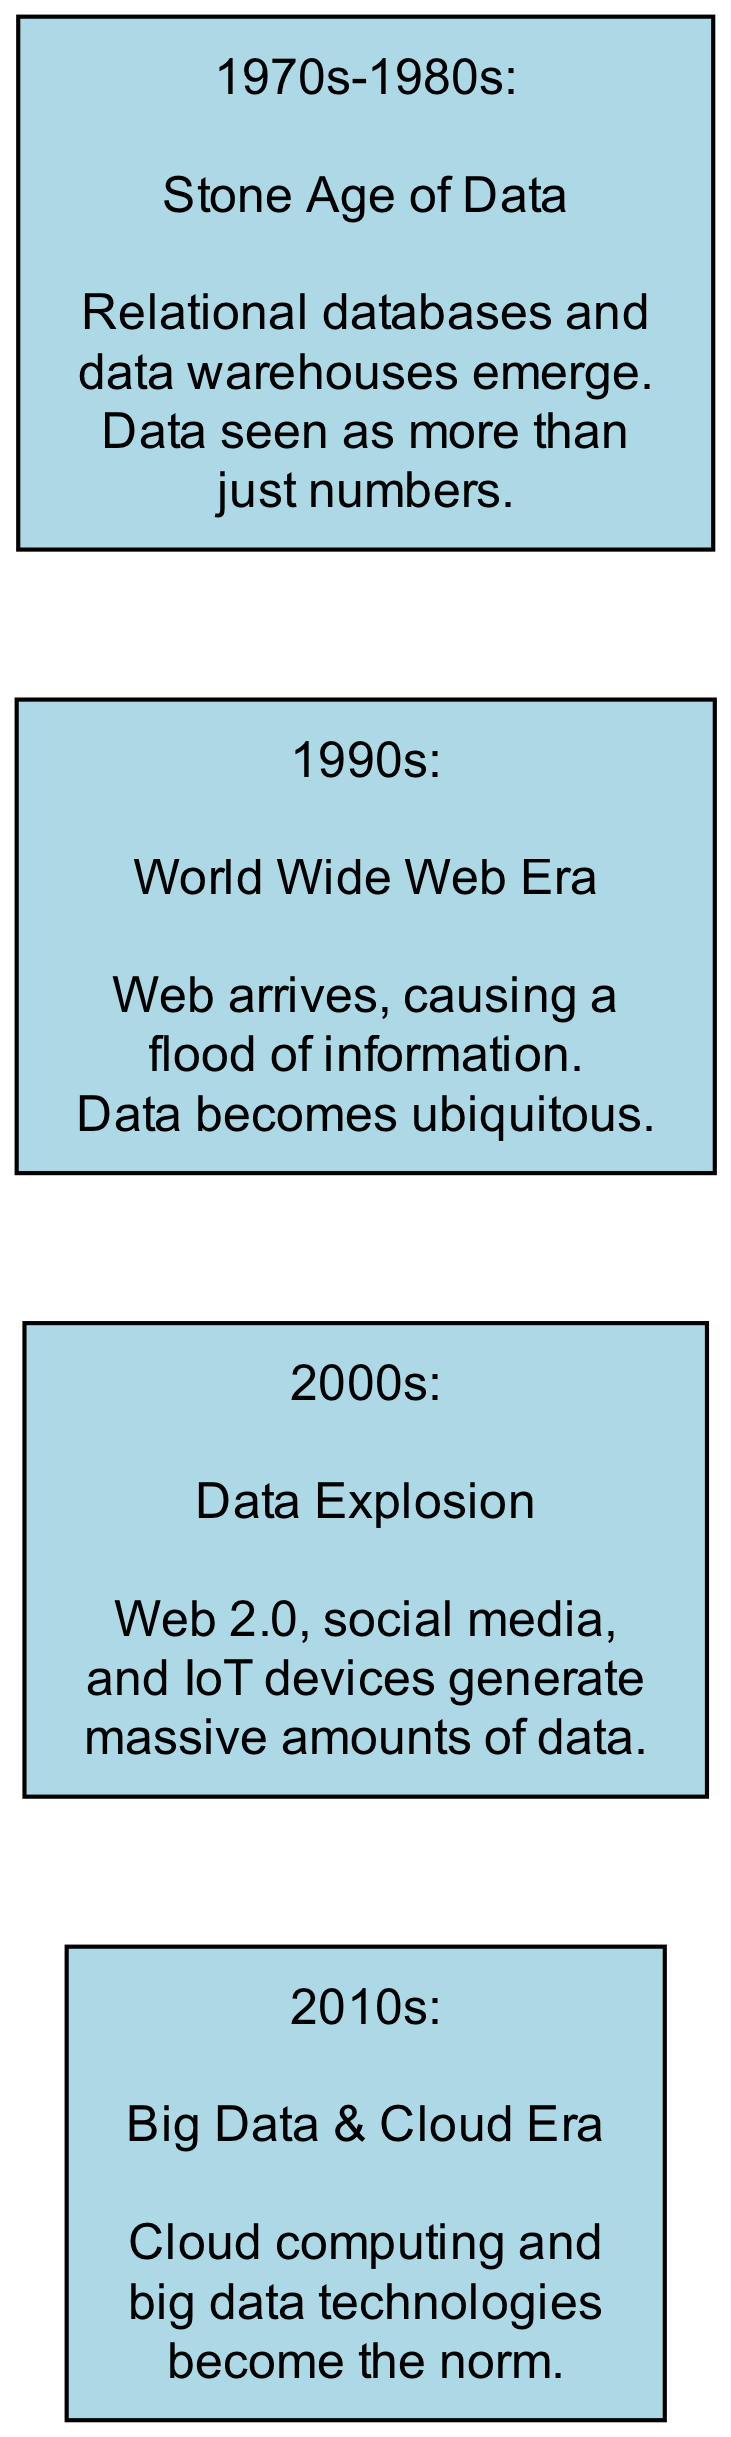 1970s-1980s:
Stone Age of Data
Relational databases and
data warehouses emerge.
Data seen as more than
just numbers.
1990s:
World Wide Web Era
Web arrives, causing a
flood of information.
Data becomes ubiquitous.
2000s:
Data Explosion
Web 2.0, social media,
and IoT devices generate
massive amounts of data.
2010s:
Big Data & Cloud Era
Cloud computing and
big data technologies
become the norm.